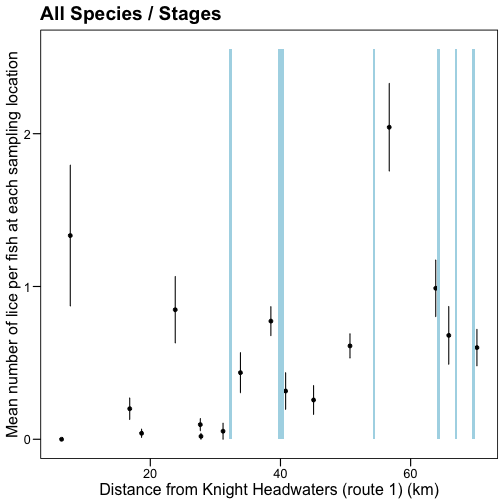 All Species / Stages
Mean number of lice per fish at each sampling location
2
1
0
20 40 60
Distance from Knight Headwaters (route 1) (km)